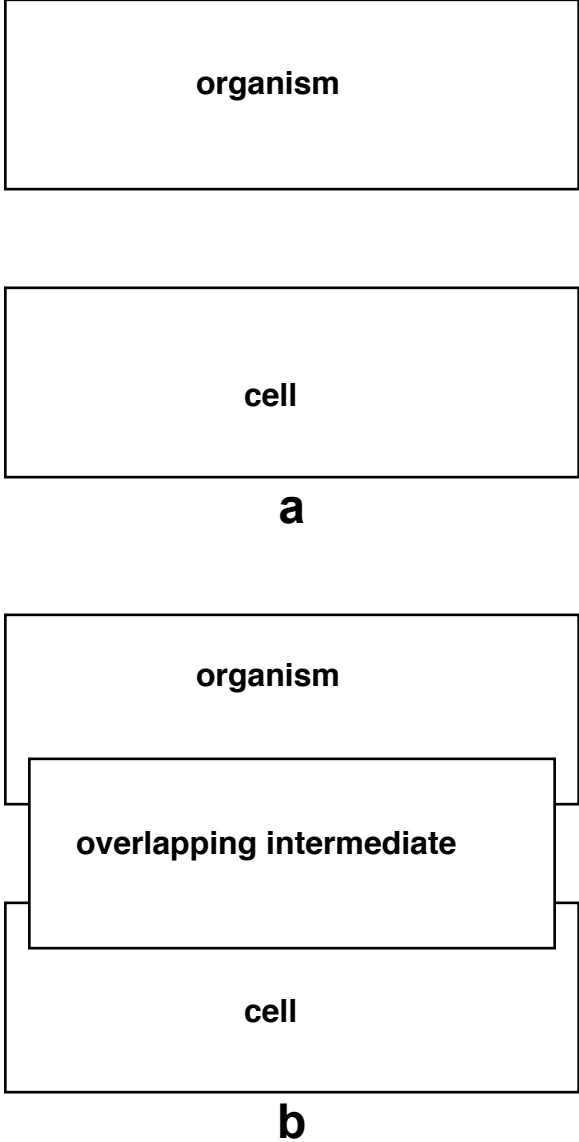 organism
cell
a
organism
overlapping intermediate
cell
b